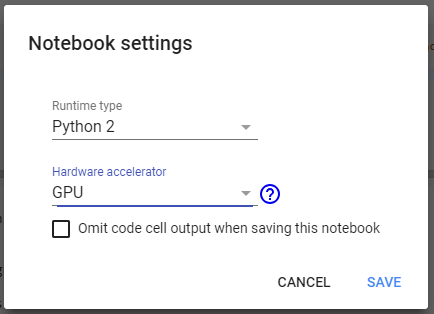 Notebook settings
Runtime type
Python 2
Hardware accelerator
GPU
?
Omit code cell output when saving this notebook
CANCEL SAVE